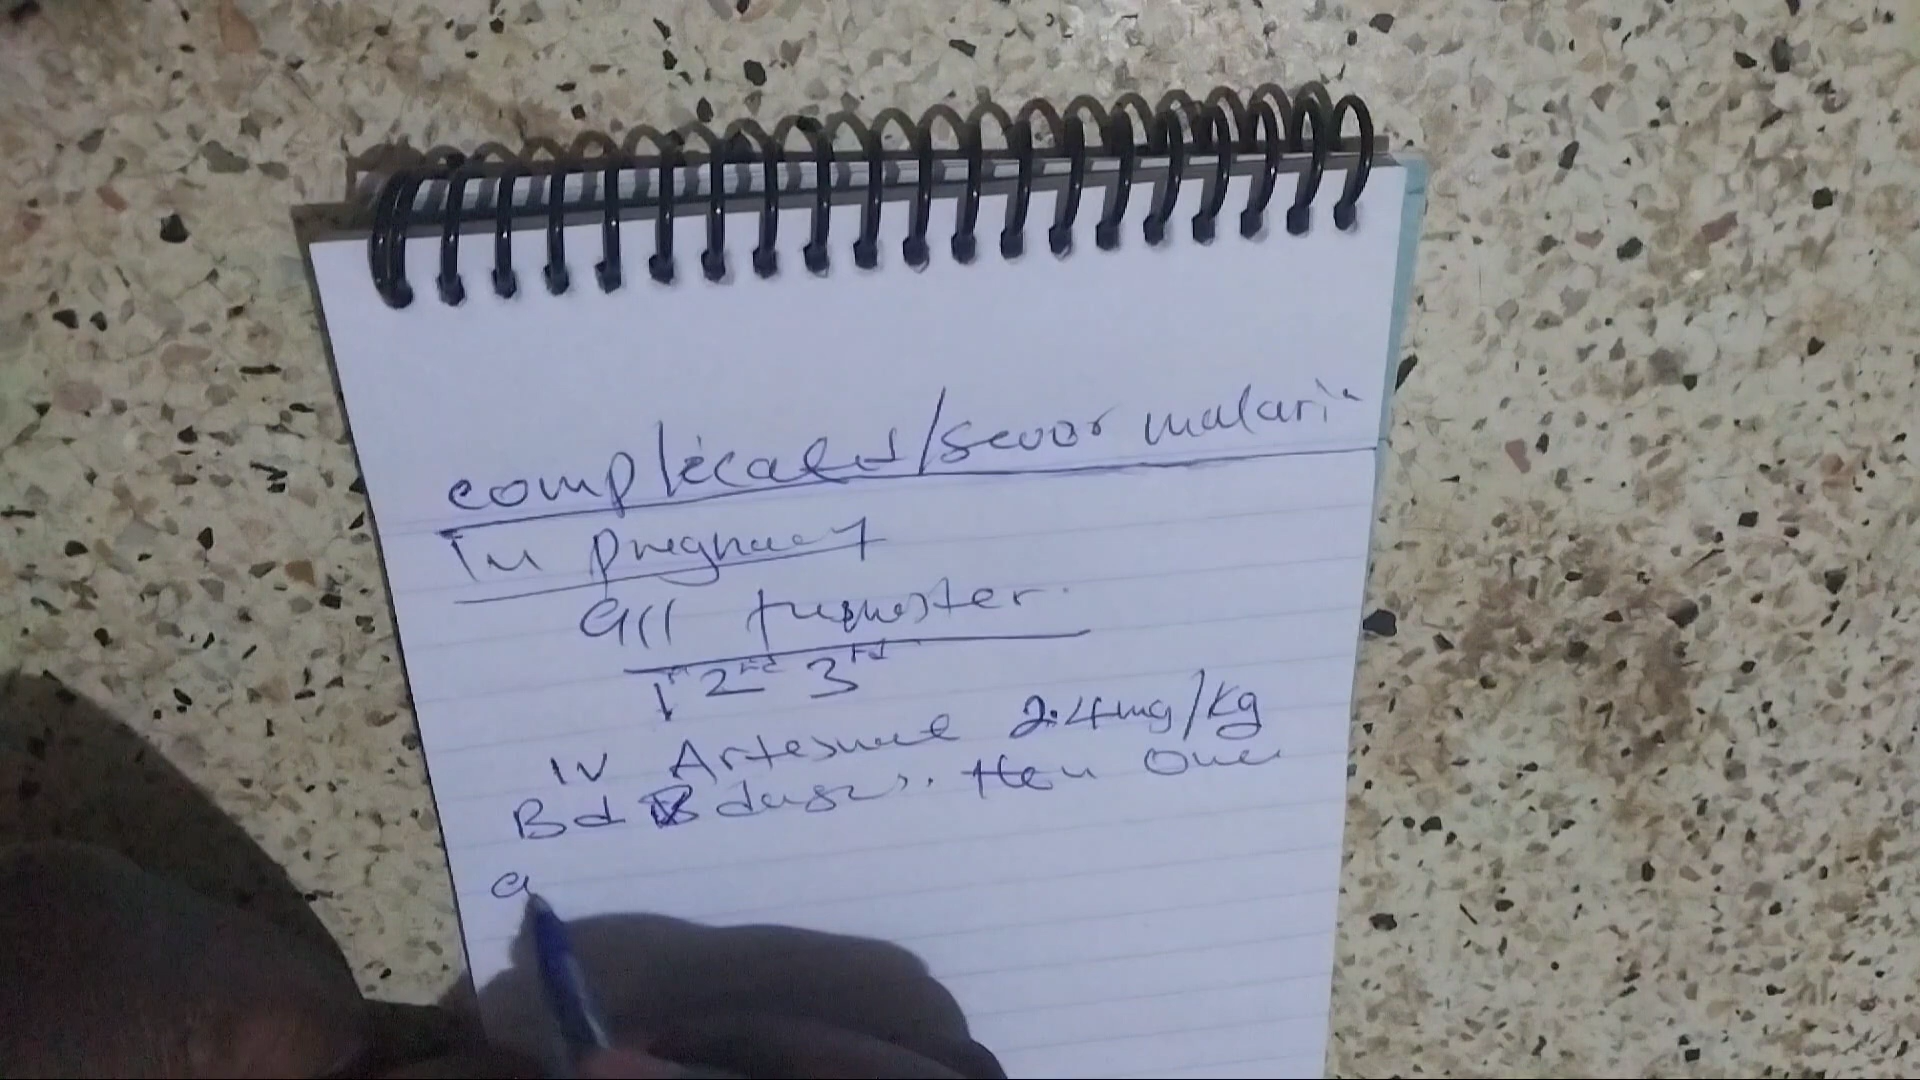 complicated/sever malaria
In pregnancy
all trimester.
1st 2nd 3rd
IV Artesunate 2.4mg/kg
Bd days. then once
a